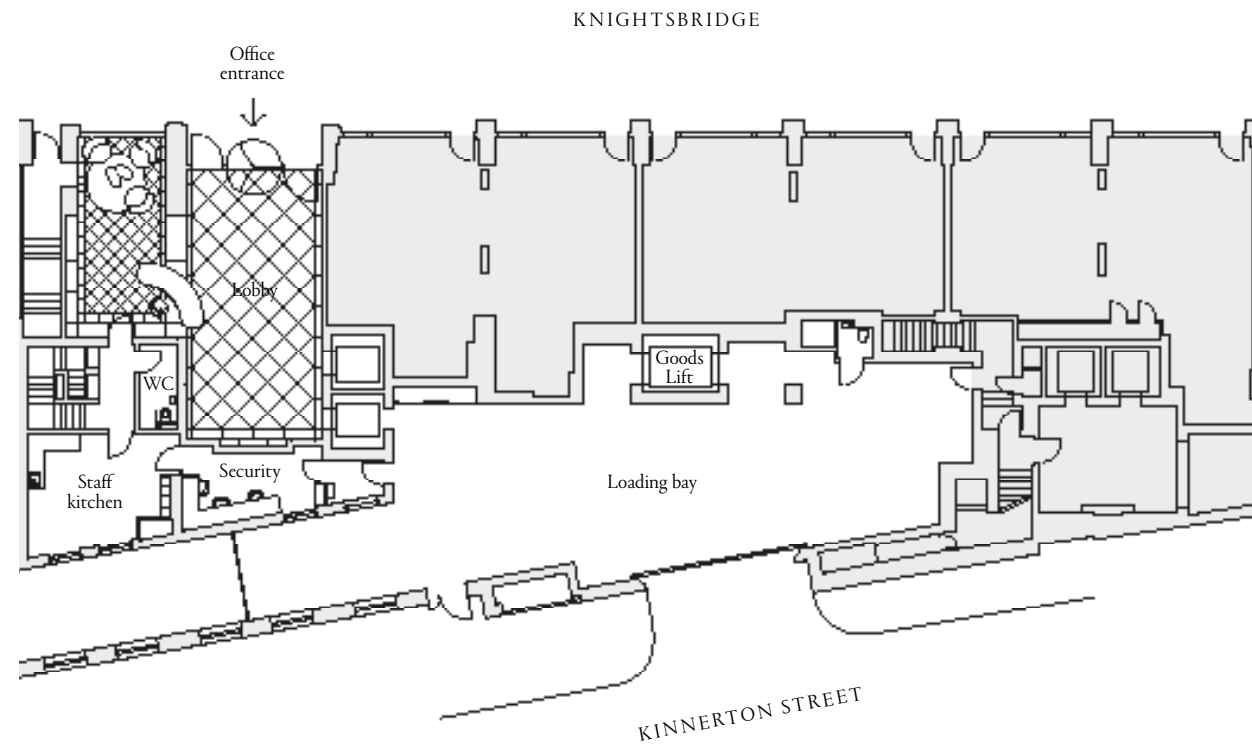 KNIGHTSBRIDGE
Office
entrance
Lobby
WC
Goods
Lift
Staff
kitchen
Security
Loading bay
KINNERTON STREET